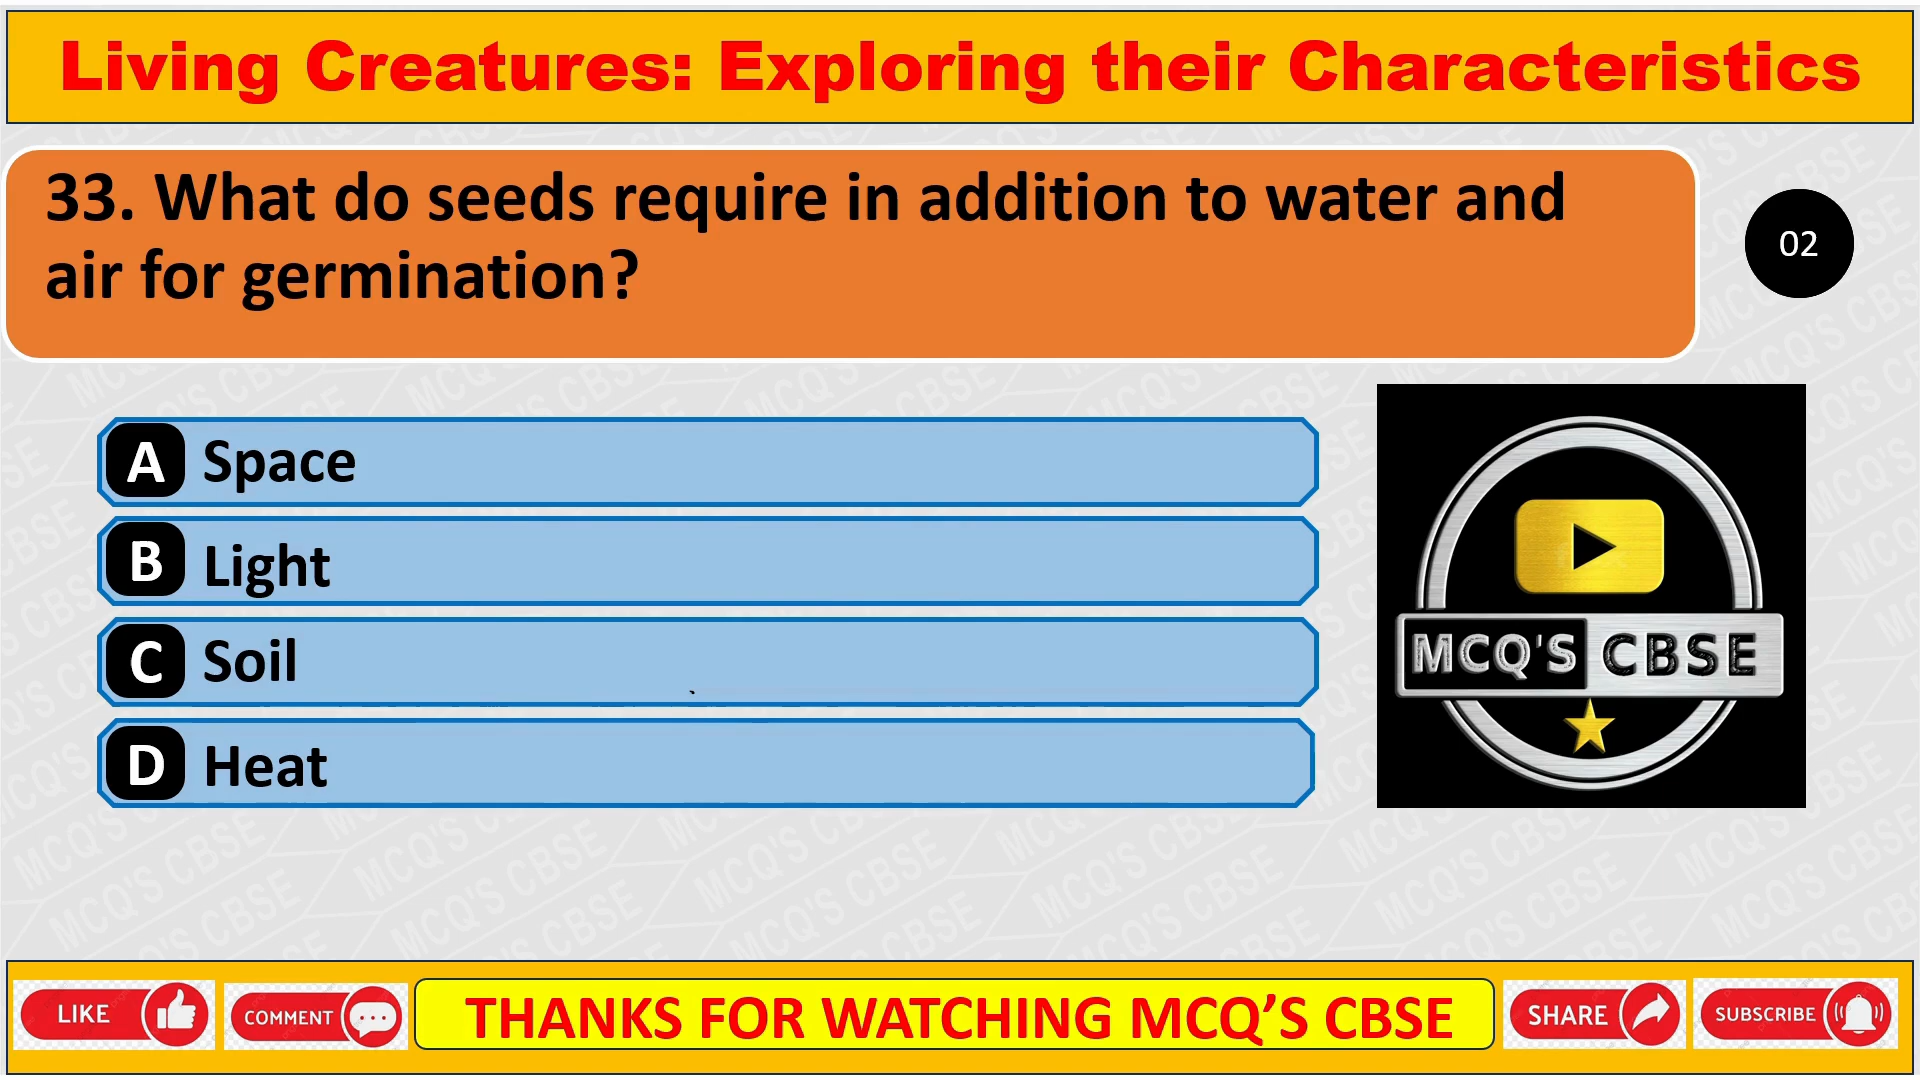 Living Creatures: Exploring their Characteristics
33. What do seeds require in addition to water and
air for germination?
02
A Space
B Light
C Soil
D Heat
MCQ'S CBSE
LIKE
COMMENT
THANKS FOR WATCHING MCQ’S CBSE
SHARE
SUBSCRIBE